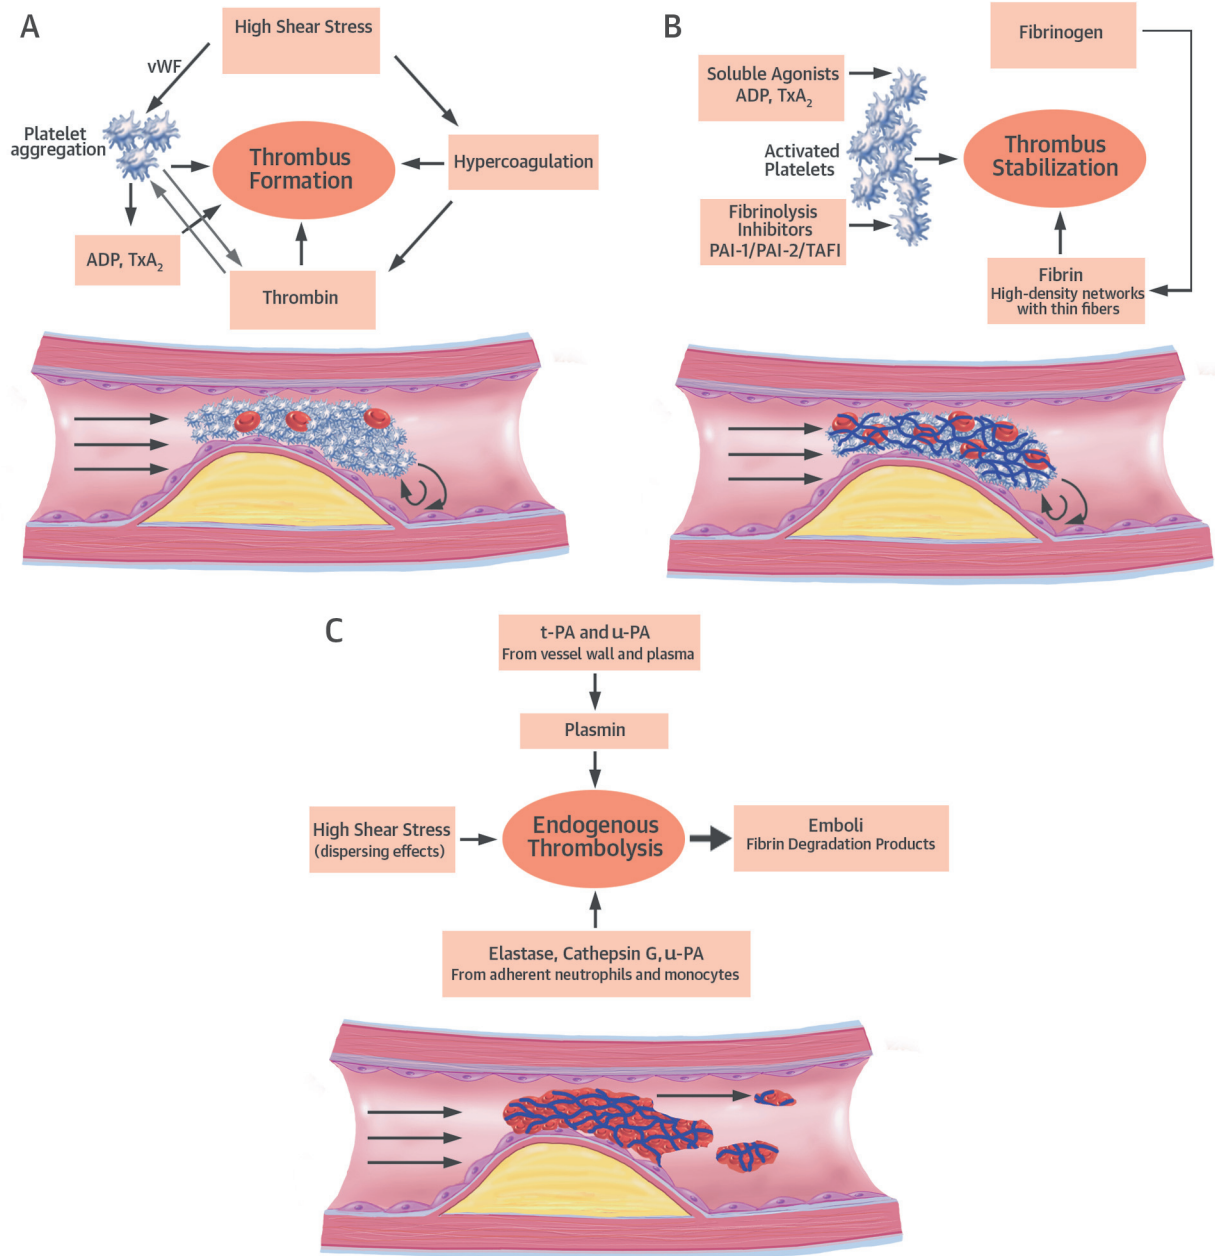 A
High Shear Stress
vWF
Platelet
aggregation
Thrombus
Formation
Hypercoagulation
ADP, TxA₂
Thrombin
B
Fibrinogen
Soluble Agonists
ADP, TxA₂
Activated
Platelets
Thrombus
Stabilization
Fibrinolysis
Inhibitors
PAI-1/PAI-2/TAFI
Fibrin
High-density networks
with thin fibers
C
t-PA and u-PA
From vessel wall and plasma
Plasmin
High Shear Stress
(dispersing effects)
Endogenous
Thrombolysis
Emboli
Fibrin Degradation Products
Elastase, Cathepsin G, u-PA
From adherent neutrophils and monocytes